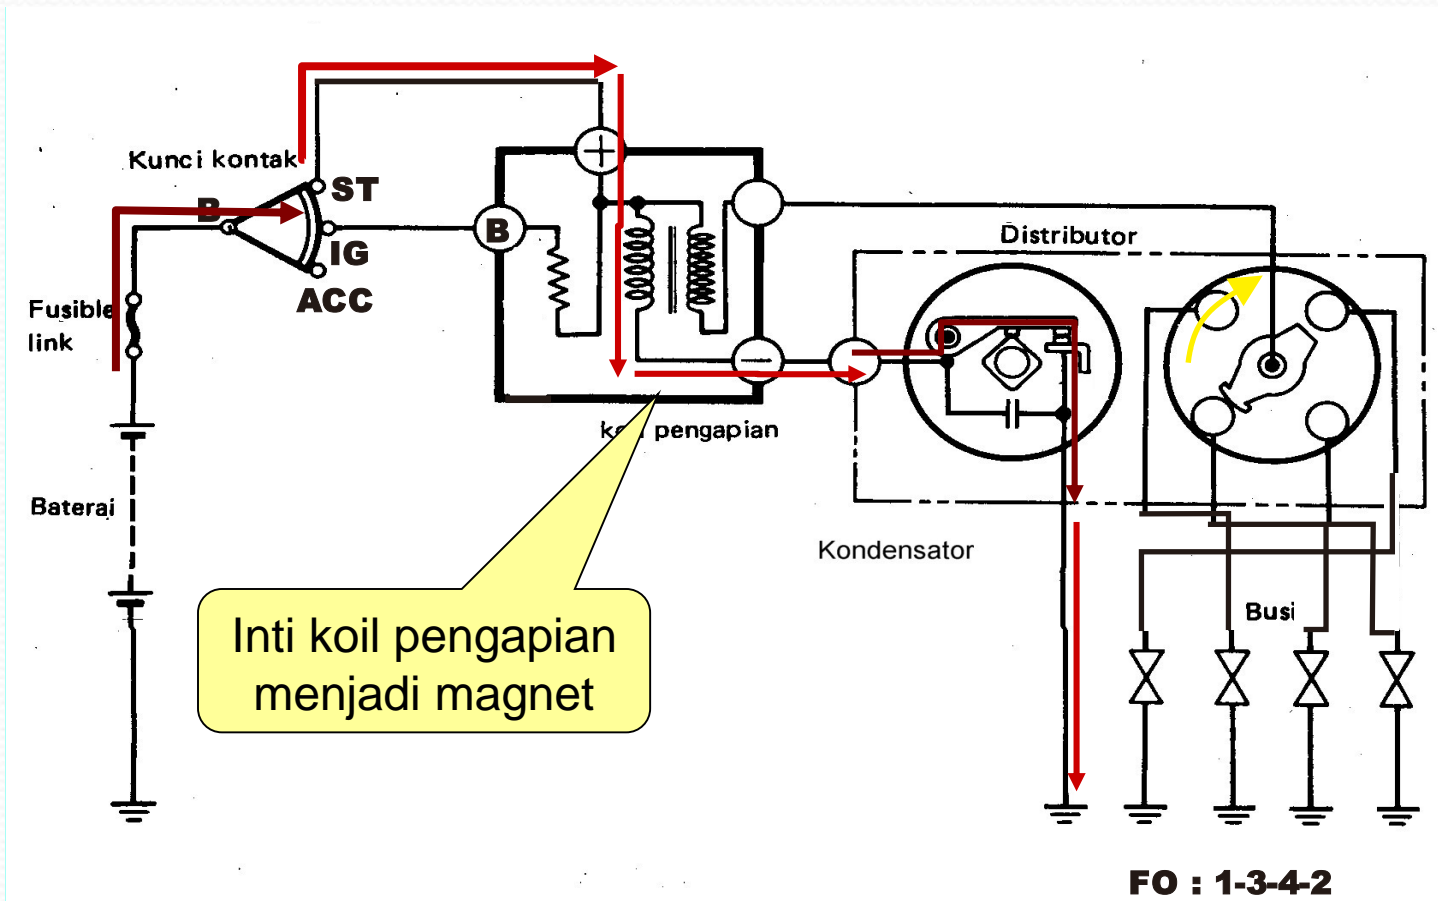 Kunci kontak
B
ST
IG
ACC
Fusible
link
Baterai
+
B
−
koil pengapian
Distributor
Kondensator
Busi
Inti koil pengapian
menjadi magnet
FO : 1-3-4-2